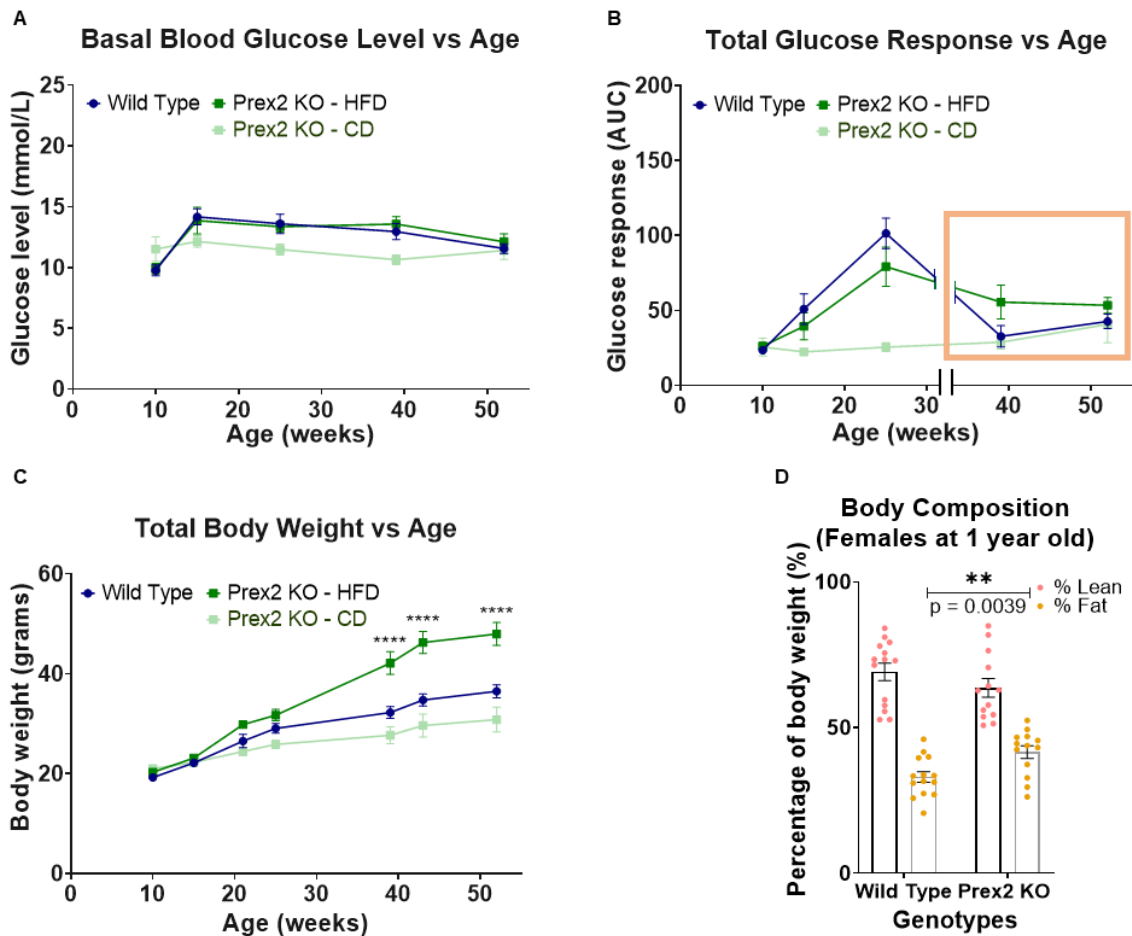 A
Basal Blood Glucose Level vs Age
Glucose level (mmol/L)
25
20
15
10
5
0
Wild Type
Prex2 KO - HFD
Prex2 KO - CD
0 10 20 30 40 50
Age (weeks)
B
Total Glucose Response vs Age
Glucose response (AUC)
200
150
100
50
0
Wild Type
Prex2 KO - HFD
Prex2 KO - CD
0 10 20 30 40 50
Age (weeks)
C
Total Body Weight vs Age
Body weight (grams)
60
40
20
0
Wild Type
Prex2 KO - HFD
Prex2 KO - CD
**** **** ****
0 10 20 30 40 50
Age (weeks)
D
Body Composition
(Females at 1 year old)
Percentage of body weight (%)
100
50
0
**
p = 0.0039
% Lean
% Fat
Wild Type Prex2 KO
Genotypes